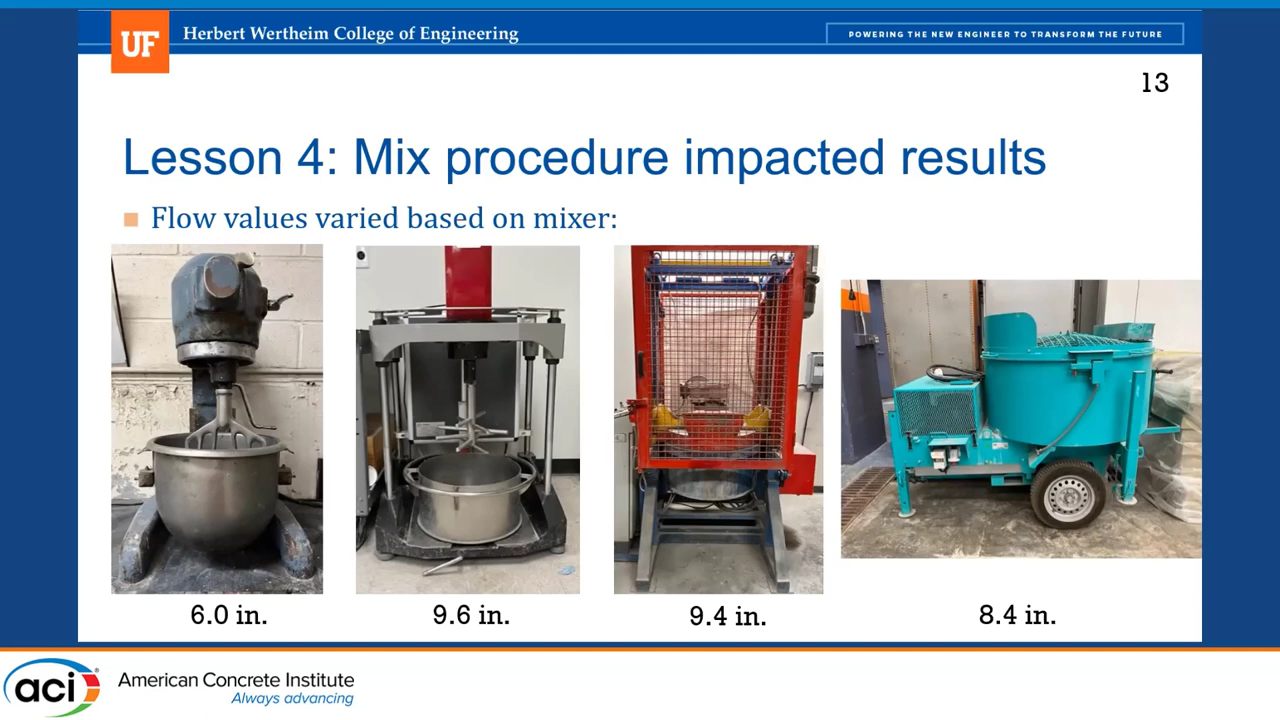 UF
Herbert Wertheim College of Engineering
POWERING THE NEW ENGINEER TO TRANSFORM THE FUTURE
13
Lesson 4: Mix procedure impacted results
Flow values varied based on mixer:
6.0 in.
9.6 in.
9.4 in.
8.4 in.
aci®
American Concrete Institute
Always advancing